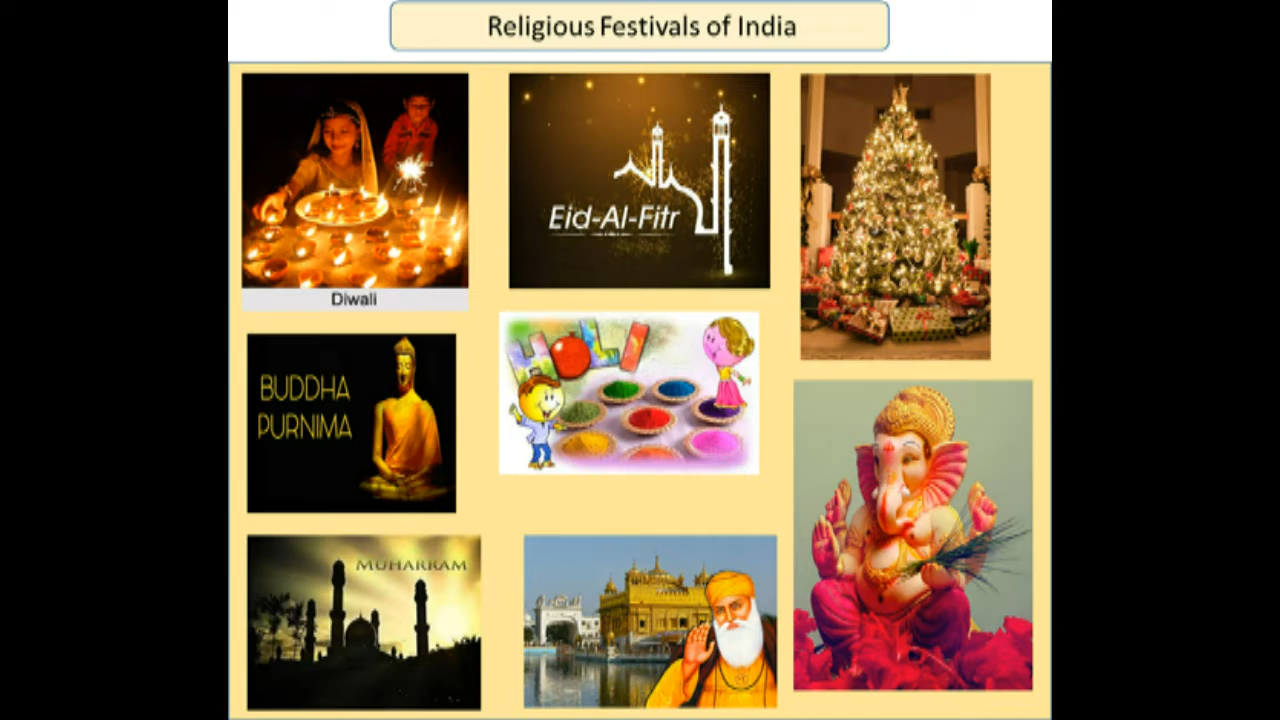 Religious Festivals of India
Eid-Al-Fitr
Diwali
HOLI
BUDDHA
PURNIMA
MUHARRAM